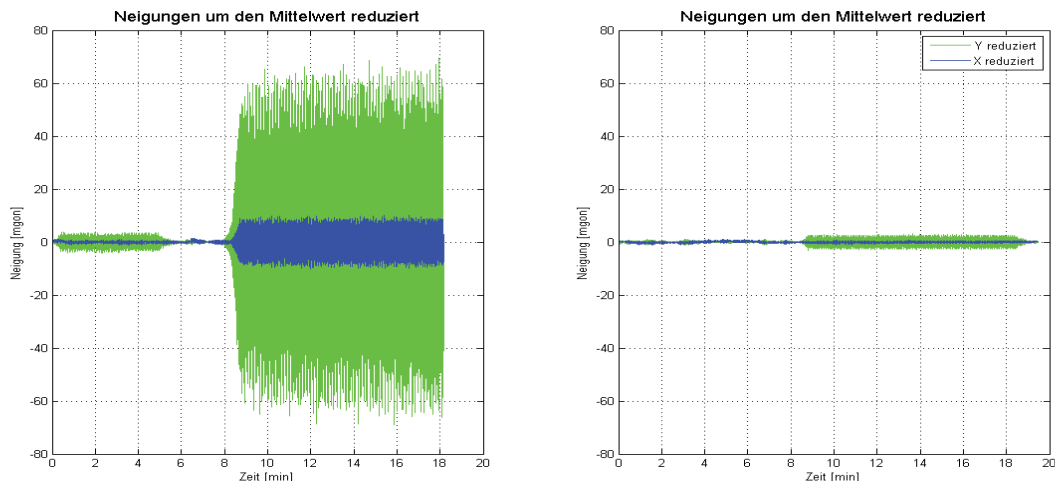 Neigungen um den Mittelwert reduziert
Neigung [mgon]
80
60
40
20
0
-20
-40
-60
-80
0 2 4 6 8 10 12 14 16 18 20
Zeit [min]
Neigungen um den Mittelwert reduziert
Y reduziert
X reduziert
Neigung [mgon]
80
60
40
20
0
-20
-40
-60
-80
0 2 4 6 8 10 12 14 16 18 20
Zeit [min]